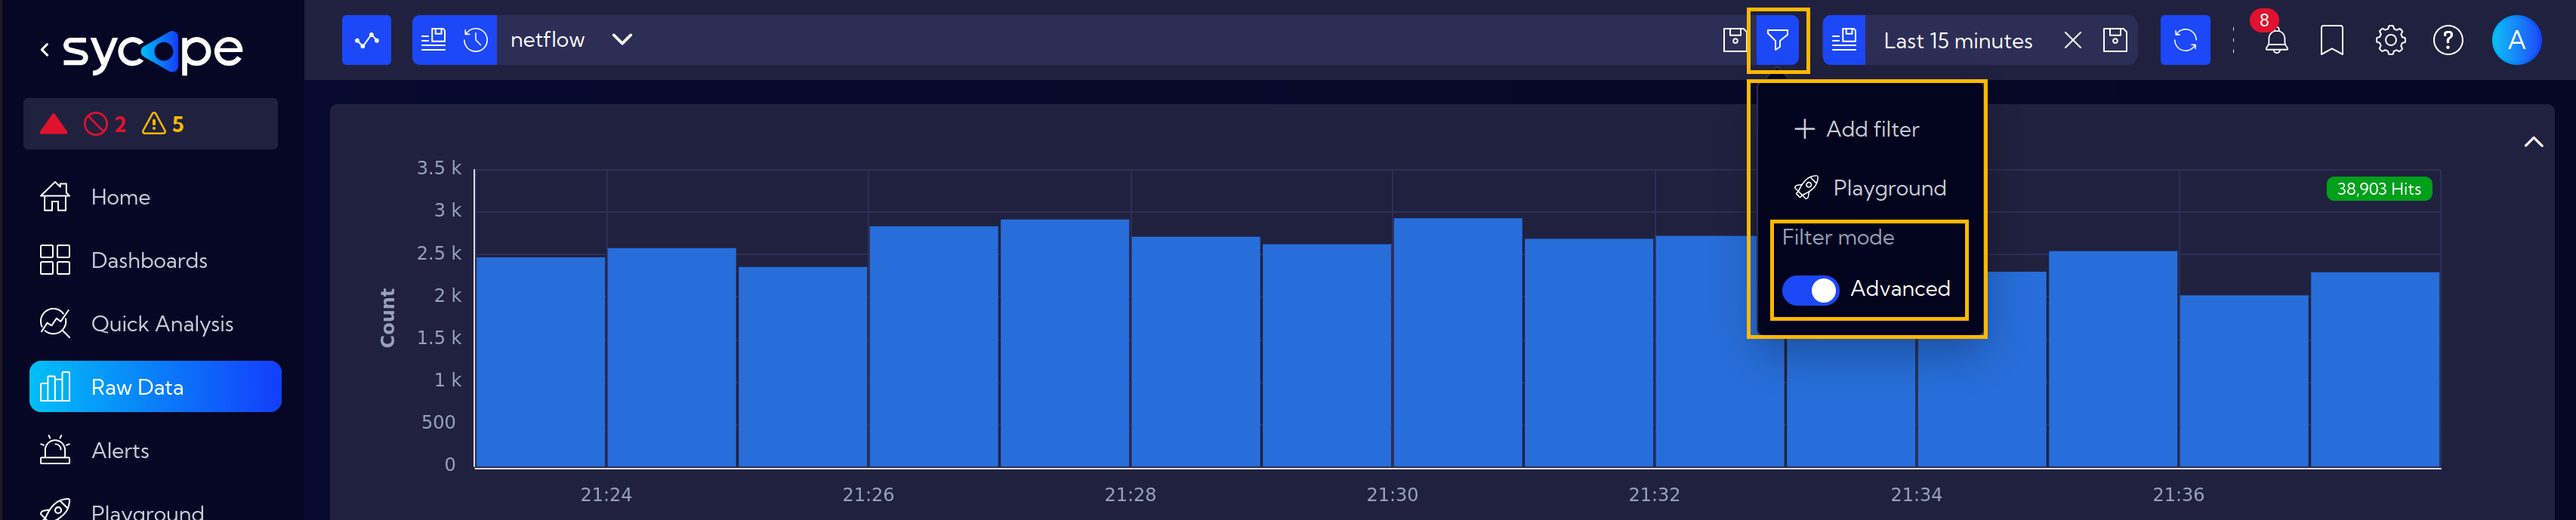 sycope
netflow
Last 15 minutes
8
A
2
5
Add filter
Playground
Filter mode
Advanced
Home
Dashboards
Quick Analysis
Raw Data
Alerts
Playground
38,903 Hits
Count
3.5 k
3 k
2.5 k
2 k
1.5 k
1 k
500
0
21:24
21:26
21:28
21:30
21:32
21:34
21:36